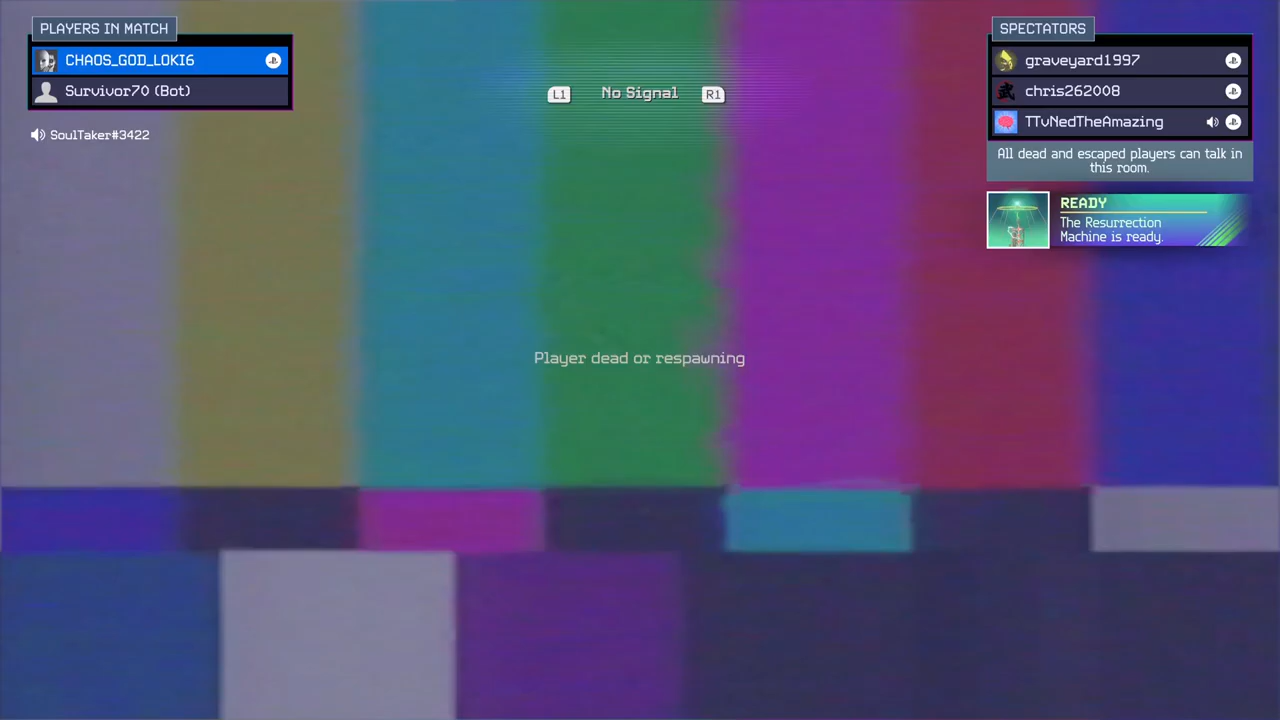 PLAYERS IN MATCH
CHAOS_GOD_LOKI6
Survivor70 (Bot)
SoulTaker#3422
L1 No Signal R1
Player dead or respawning
SPECTATORS
graveyard1997
chris262008
TTvNedTheAmazing
All dead and escaped players can talk in
this room.
READY
The Resurrection
Machine is ready.